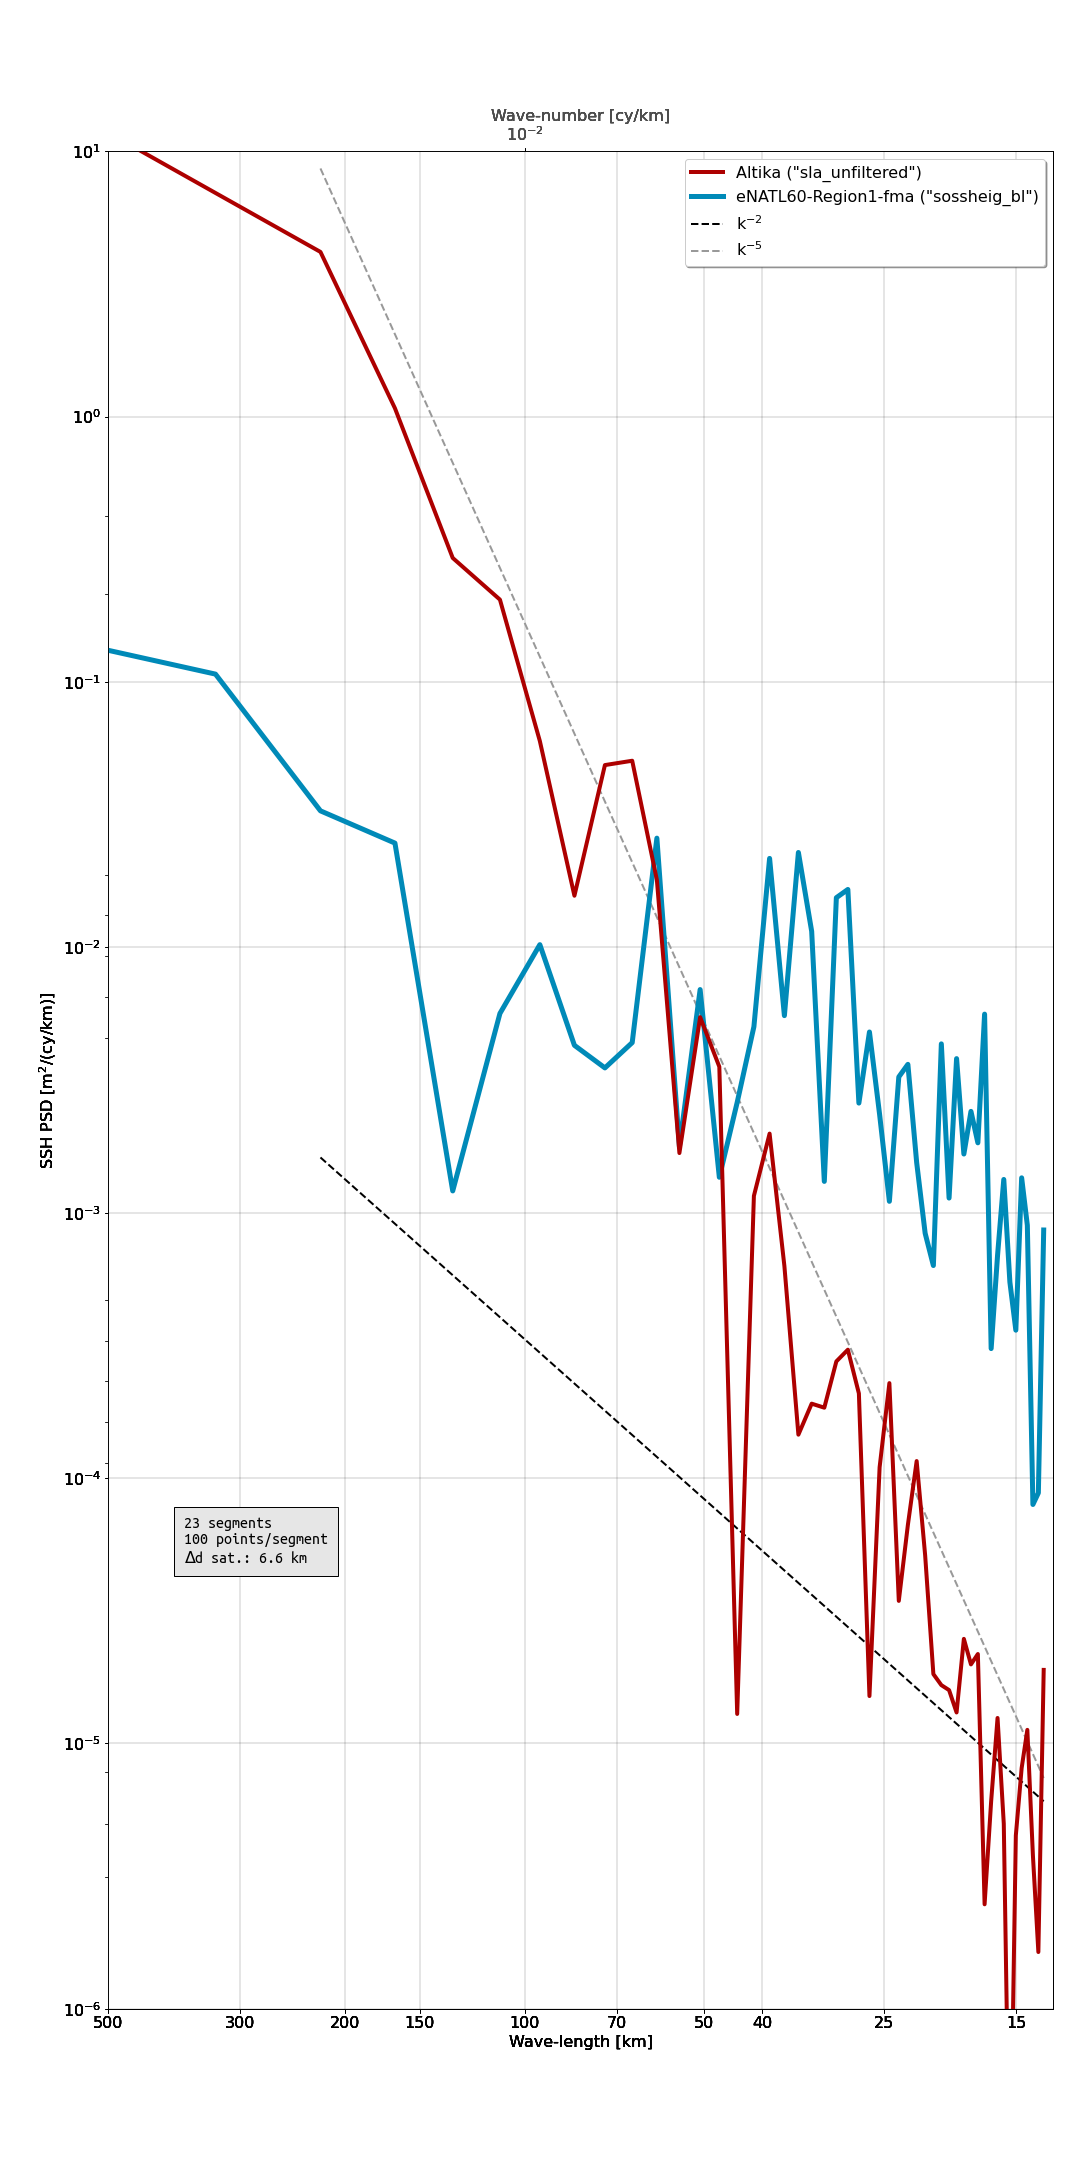 Wave-number [cy/km]
10⁻²
Altika ("sla_unfiltered")
eNATL60-Region1-fma ("sossheig_bl")
k⁻²
k⁻⁵
10¹
10⁰
10⁻¹
10⁻²
10⁻³
10⁻⁴
10⁻⁵
10⁻⁶
SSH PSD [m²/(cy/km)]
23 segments
100 points/segment
Δd sat.: 6.6 km
500 300 200 150 100 70 50 40 25 15
Wave-length [km]